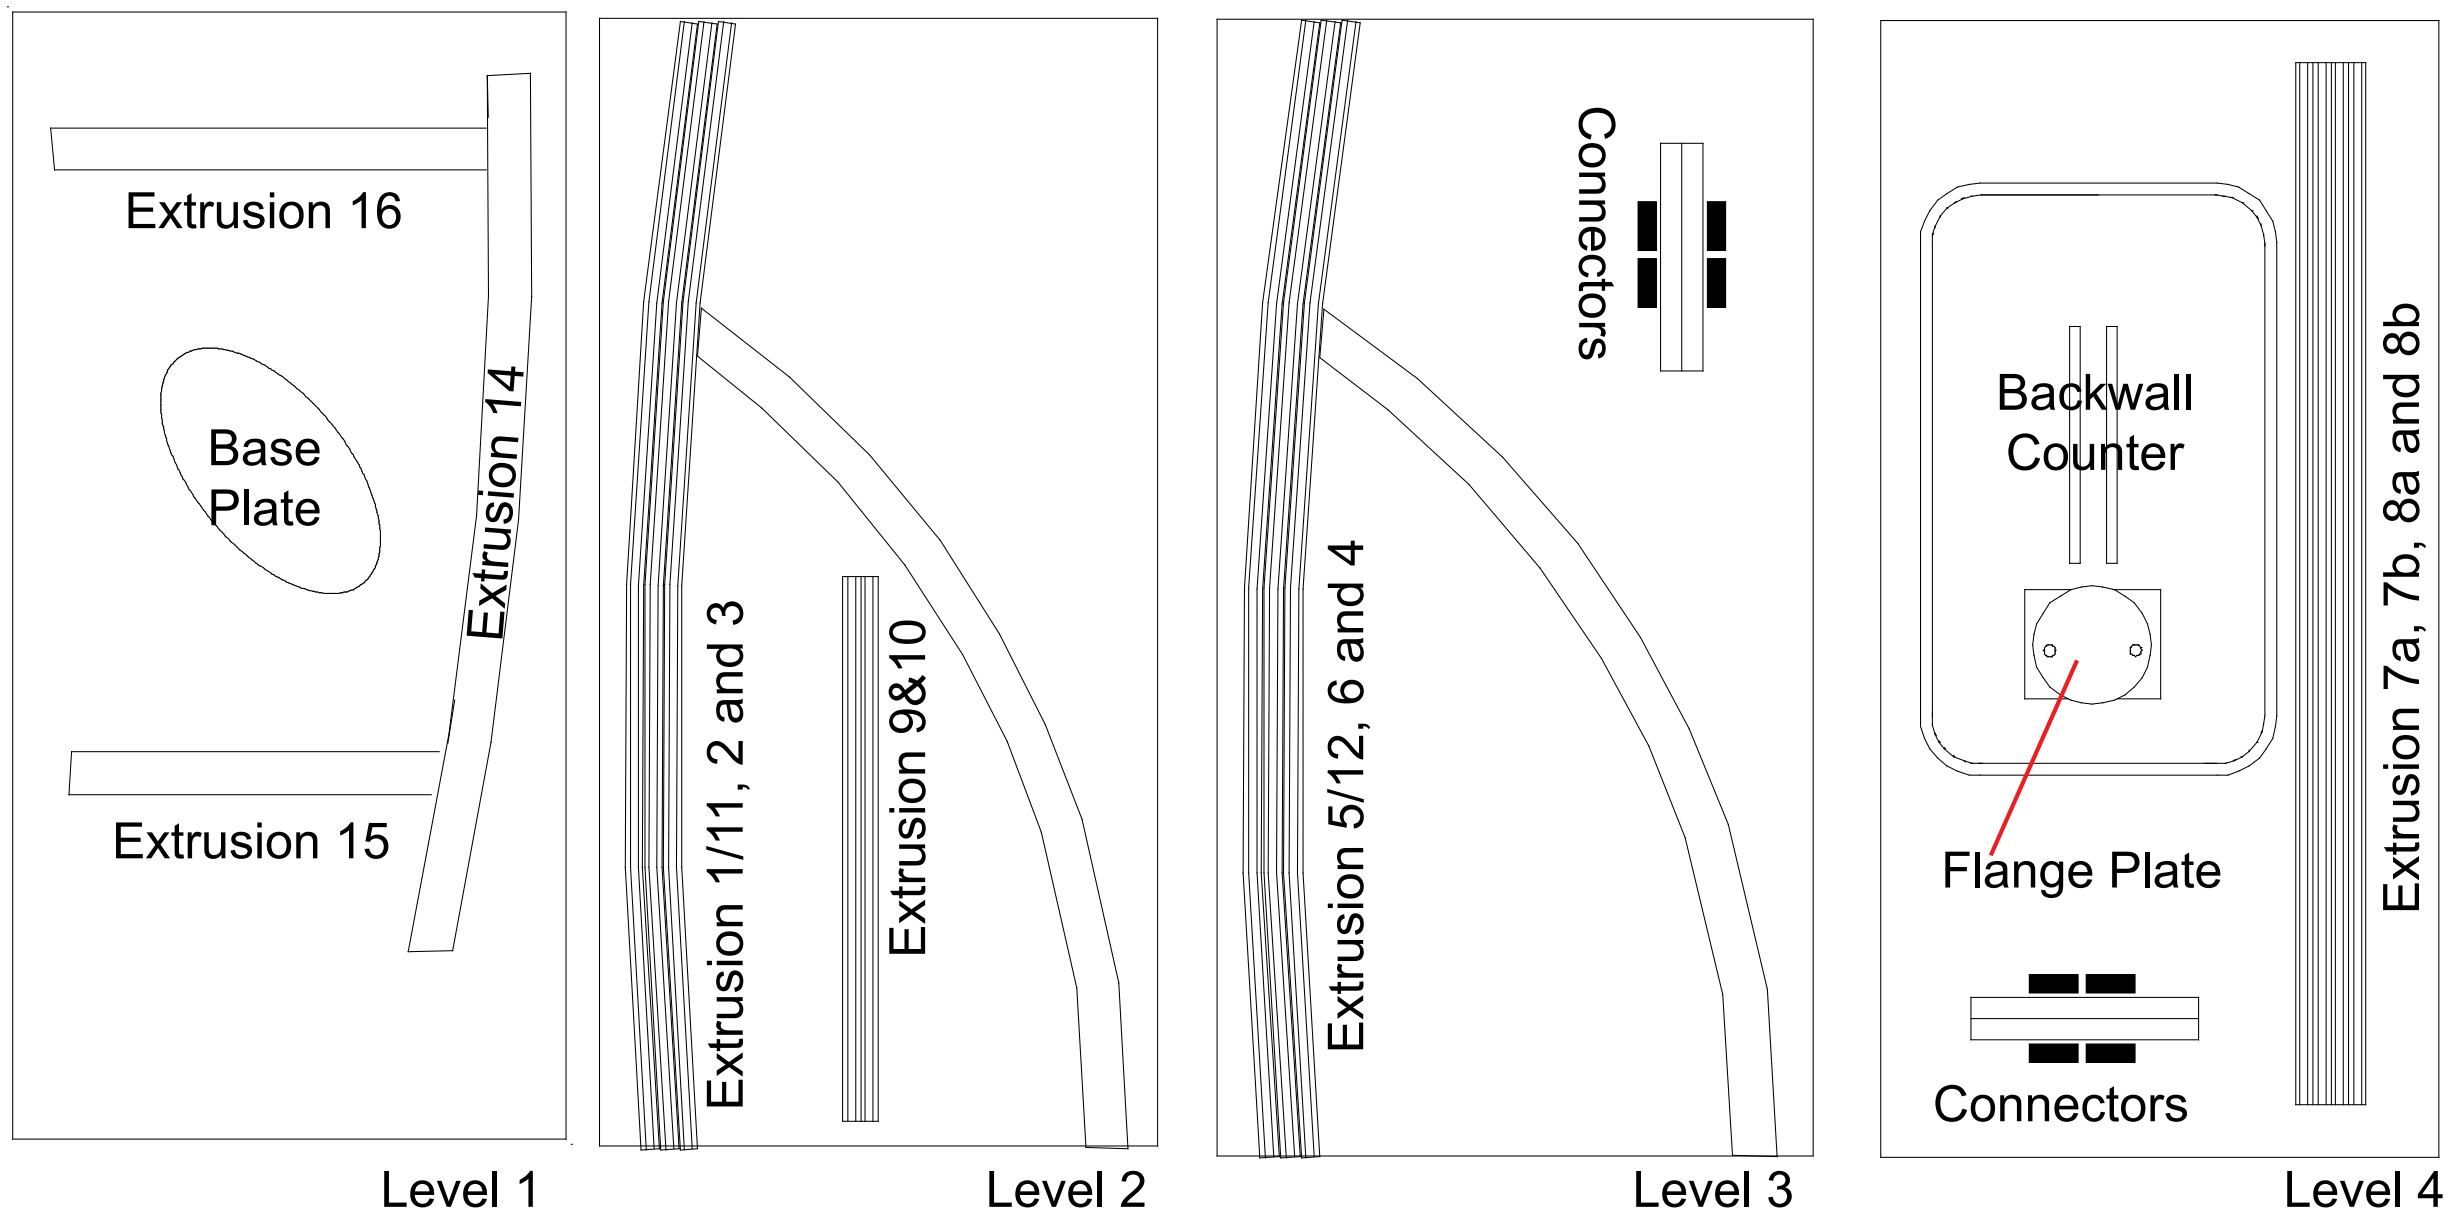 Extrusion 16
Base
Plate
Extrusion 14
Extrusion 15
Level 1
Extrusion 1/11, 2 and 3
Extrusion 9&10
Level 2
Connectors
Extrusion 5/12, 6 and 4
Level 3
Backwall
Counter
Extrusion 7a, 7b, 8a and 8b
Flange Plate
Connectors
Level 4